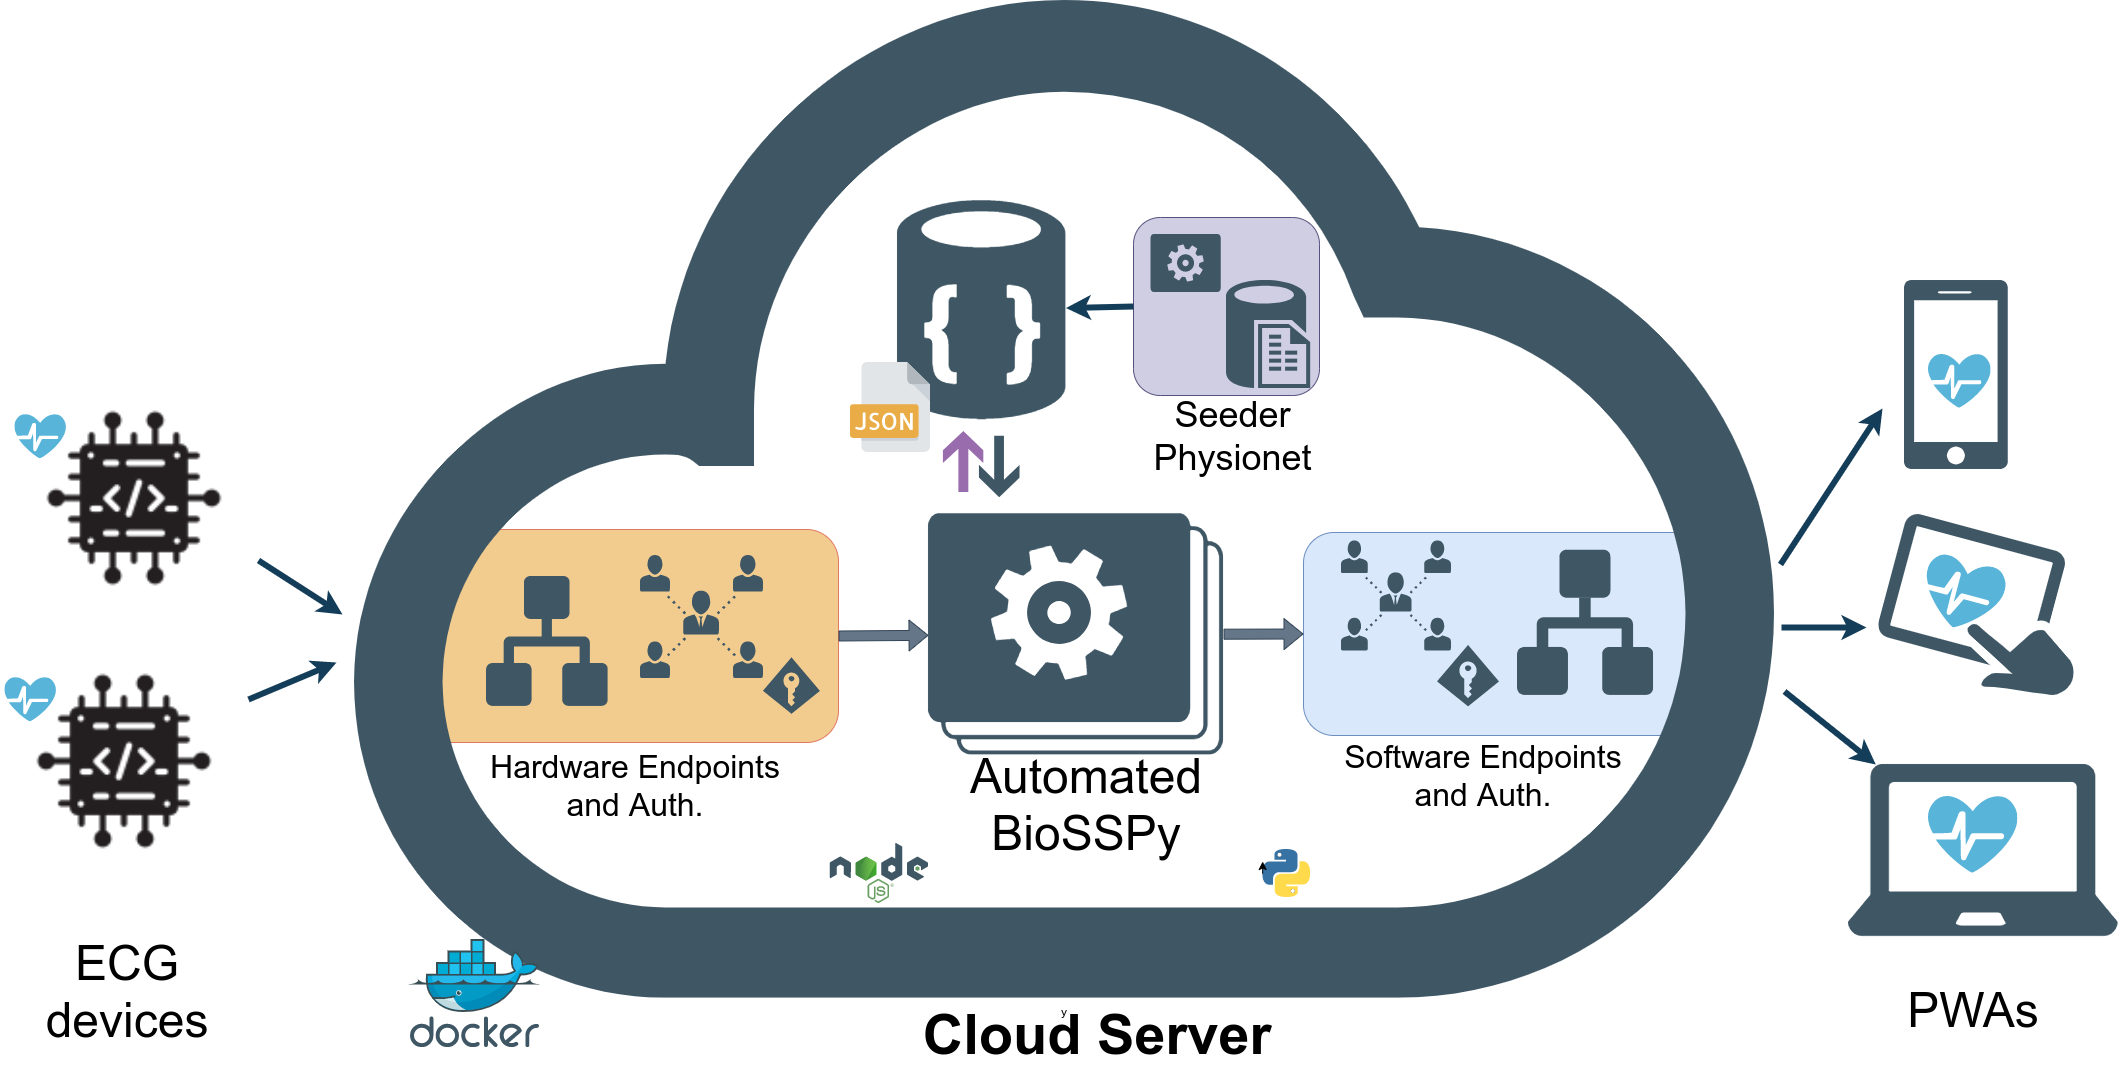 { }
JSON
Seeder
Physionet
</>
</>
Hardware Endpoints
and Auth.
Automated
BioSSPy
Software Endpoints
and Auth.
node
JS
ECG
devices
docker
y
Cloud Server
PWAs